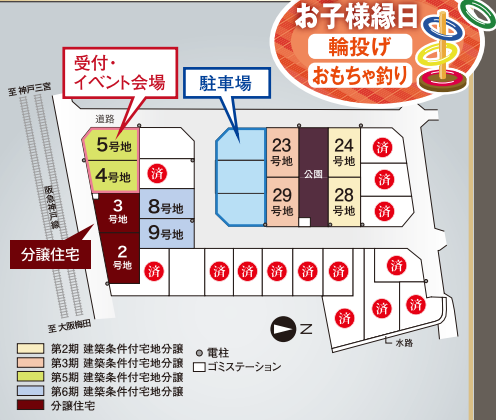 お子様縁日
輪投げ
おもちゃ釣り
受付・
イベント会場
駐車場
至 神戸三宮
道路
5号地
4号地
済
3
号地
8号地
9号地
2
号地
分譲住宅
阪急神戸線
23
号地
29
号地
公園
24
号地
28
号地
済
済
済
済
済
済
済
済
済
済
済
済
済
済
至 大阪梅田
水路
N
第2期 建築条件付宅地分譲
第3期 建築条件付宅地分譲
第5期 建築条件付宅地分譲
第6期 建築条件付宅地分譲
分譲住宅
電柱
ゴミステーション